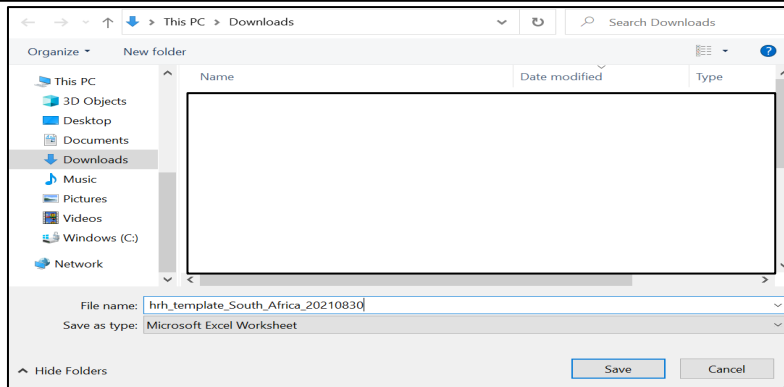 This PC > Downloads
Search Downloads
Organize
New folder
This PC
3D Objects
Desktop
Documents
Downloads
Music
Pictures
Videos
Windows (C:)
Network
Name
Date modified
Type
File name: hrh_template_South_Africa_20210830
Save as type: Microsoft Excel Worksheet
Hide Folders
Save
Cancel